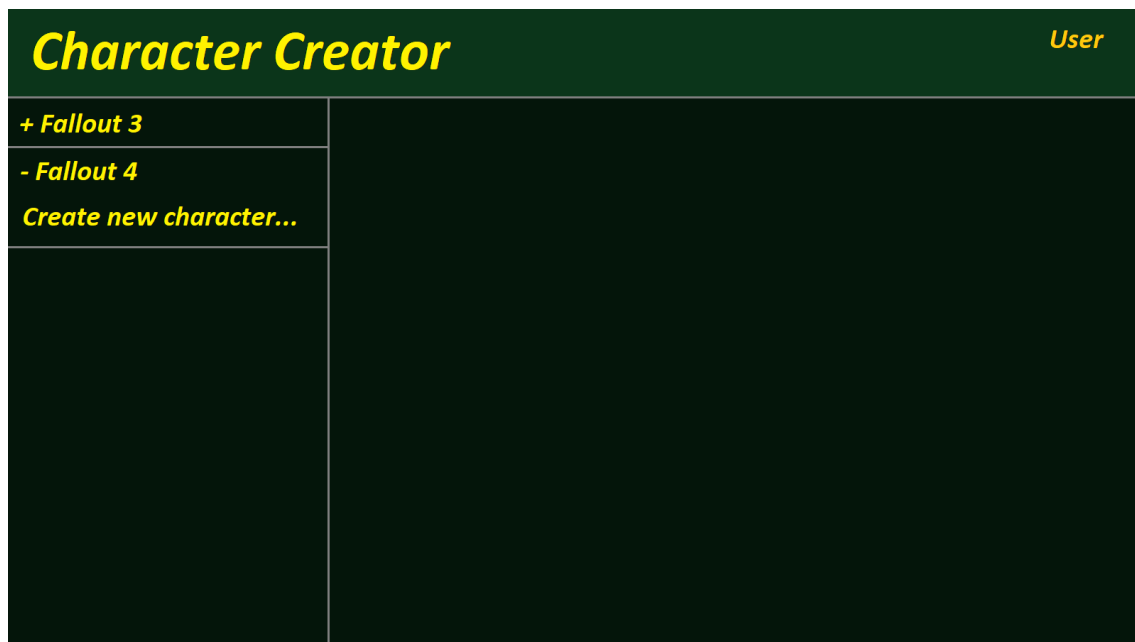 Character Creator
User
+ Fallout 3
- Fallout 4
Create new character...